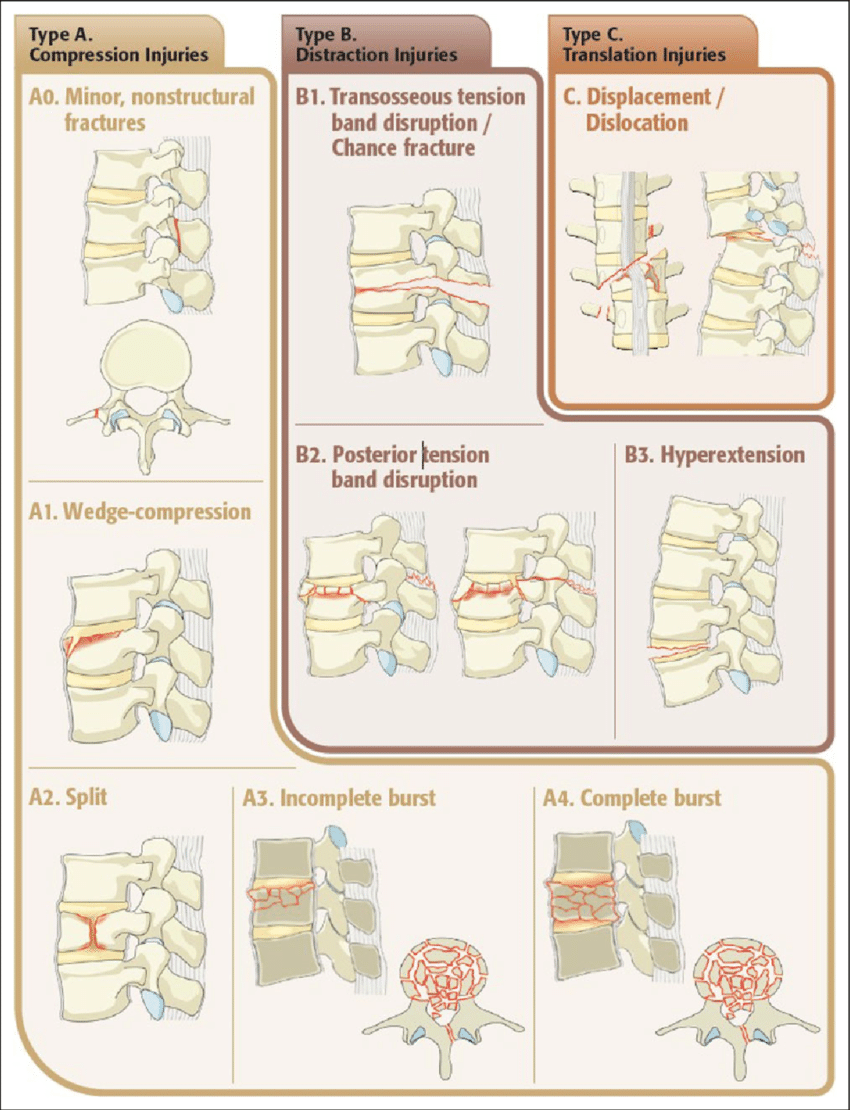 Type A.
Compression Injuries
A0. Minor, nonstructural
fractures
A1. Wedge-compression
A2. Split
A3. Incomplete burst
A4. Complete burst
Type B.
Distraction Injuries
B1. Transosseous tension
band disruption /
Chance fracture
B2. Posterior tension
band disruption
B3. Hyperextension
Type C.
Translation Injuries
C. Displacement /
Dislocation